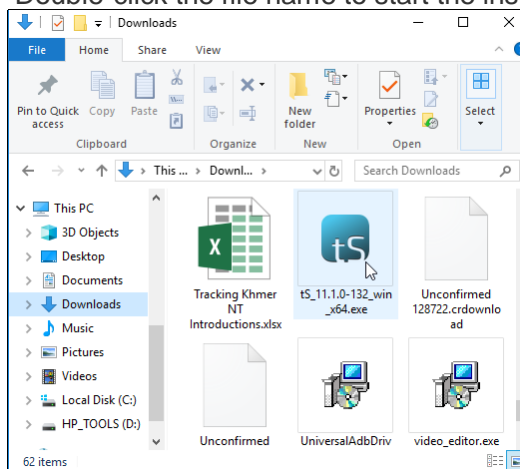 Double-click the file name to start the ins
Downloads
File Home Share View
Pin to Quick access
Copy
Paste
New folder
Properties
Select
Clipboard Organize New Open
This ... Downl... Search Downloads
This PC
3D Objects
Desktop
Documents
Downloads
Music
Pictures
Videos
Local Disk (C:)
HP_TOOLS (D:)
X
Tracking Khmer
NT
Introductions.xlsx
tS
tS_11.1.0-132_win
_x64.exe
Unconfirmed
128722.crdownlo
ad
Unconfirmed
UniversalAdbDriv
video_editor.exe
62 items